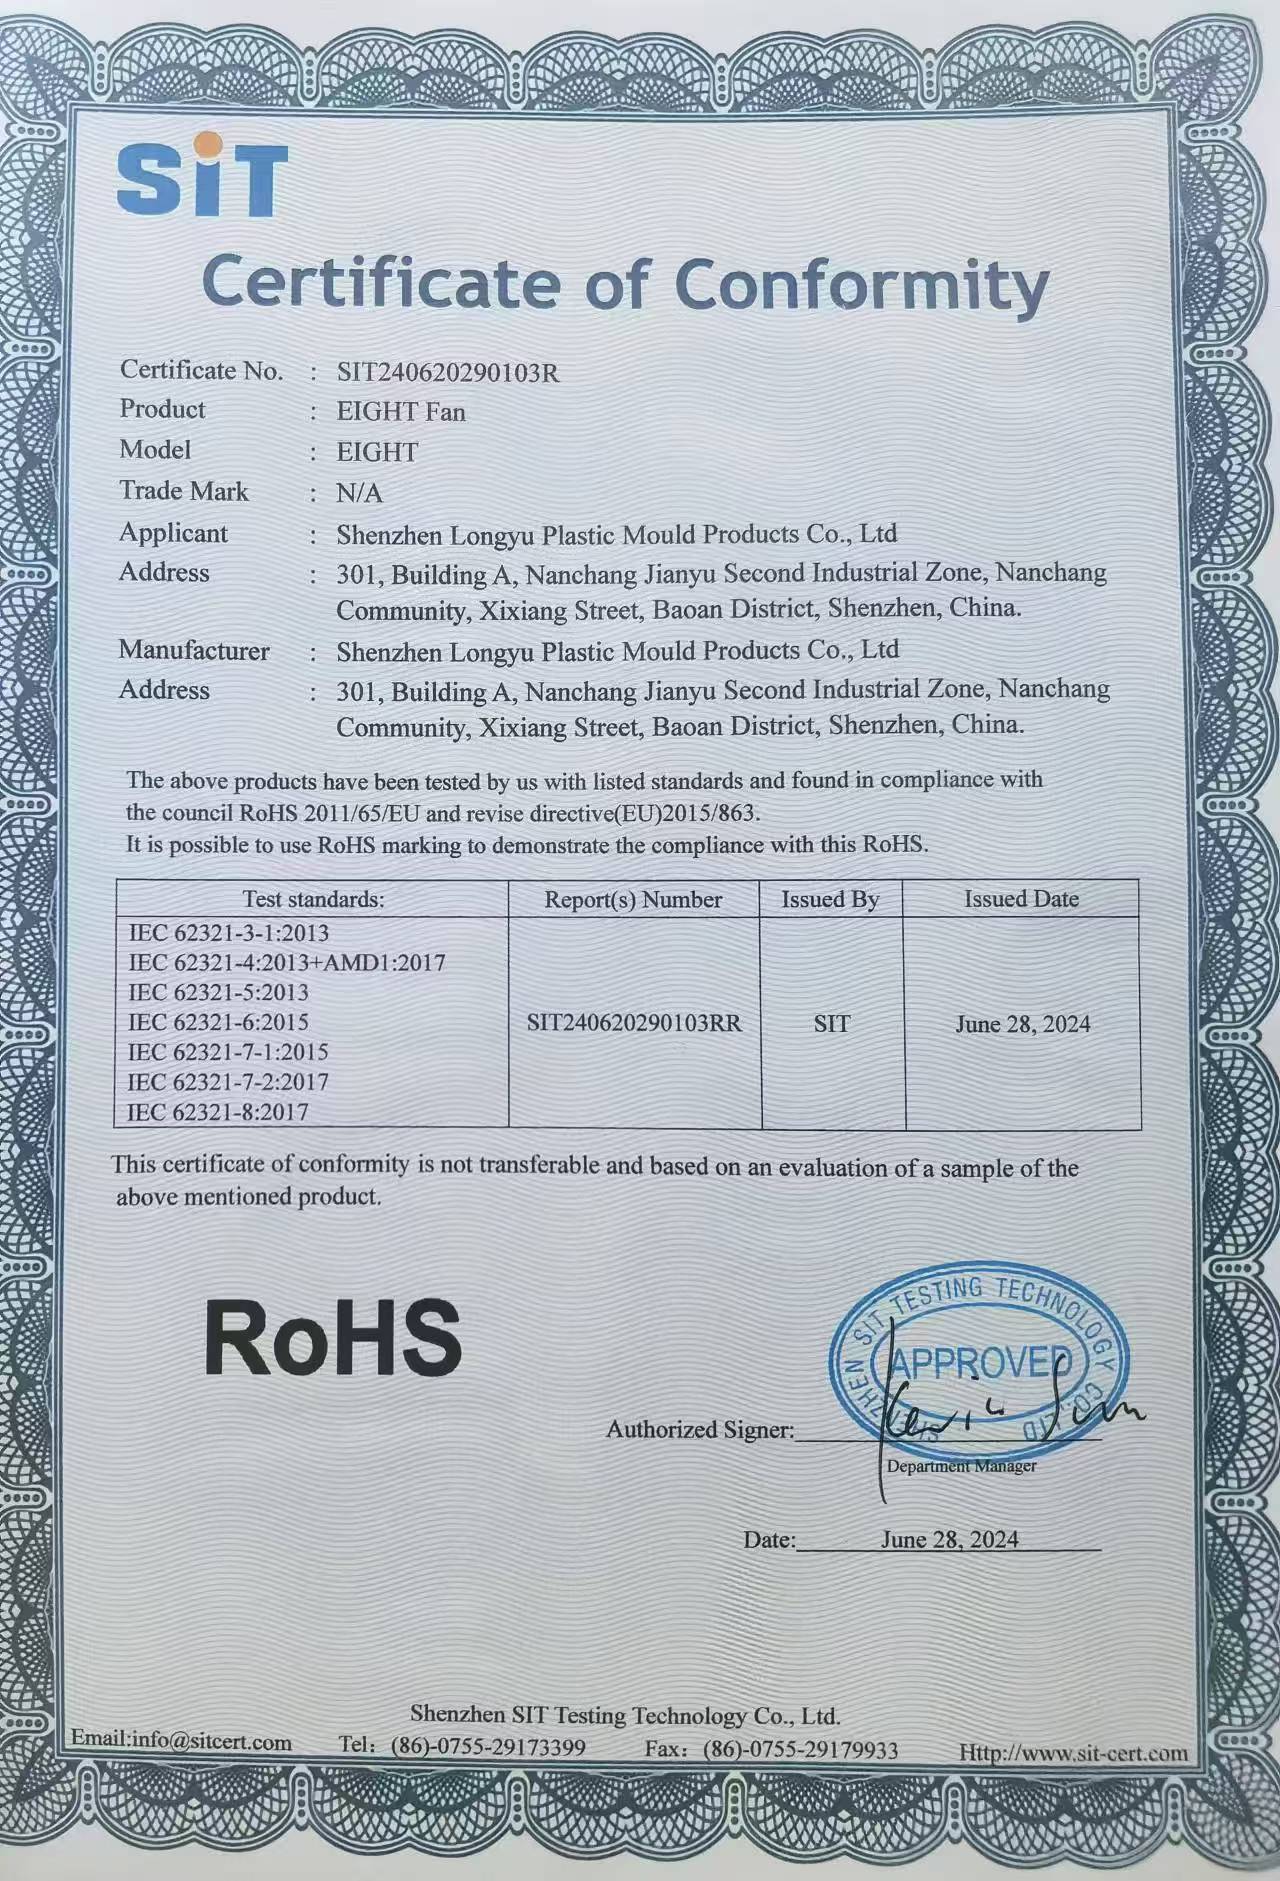 SiT
Certificate of Conformity
Certificate No. : SIT240620290103R
Product : EIGHT Fan
Model : EIGHT
Trade Mark : N/A
Applicant : Shenzhen Longyu Plastic Mould Products Co., Ltd
Address : 301, Building A, Nanchang Jianyu Second Industrial Zone, Nanchang
Community, Xixiang Street, Baoan District, Shenzhen, China.
Manufacturer : Shenzhen Longyu Plastic Mould Products Co., Ltd
Address : 301, Building A, Nanchang Jianyu Second Industrial Zone, Nanchang
Community, Xixiang Street, Baoan District, Shenzhen, China.
The above products have been tested by us with listed standards and found in compliance with
the council RoHS 2011/65/EU and revise directive(EU)2015/863.
It is possible to use RoHS marking to demonstrate the compliance with this RoHS.
Test standards: Report(s) Number Issued By Issued Date
IEC 62321-3-1:2013
IEC 62321-4:2013+AMD1:2017
IEC 62321-5:2013
IEC 62321-6:2015 SIT240620290103RR SIT June 28, 2024
IEC 62321-7-1:2015
IEC 62321-7-2:2017
IEC 62321-8:2017
This certificate of conformity is not transferable and based on an evaluation of a sample of the
above mentioned product.
RoHS
SHENZHEN SIT TESTING TECHNOLOGY CO., LTD
APPROVED
Authorized Signer: Kevin Sun
Department Manager
Date: June 28, 2024
Shenzhen SIT Testing Technology Co., Ltd.
Email:info@sitcert.com Tel: (86)-0755-29173399 Fax: (86)-0755-29179933 Http://www.sit-cert.com